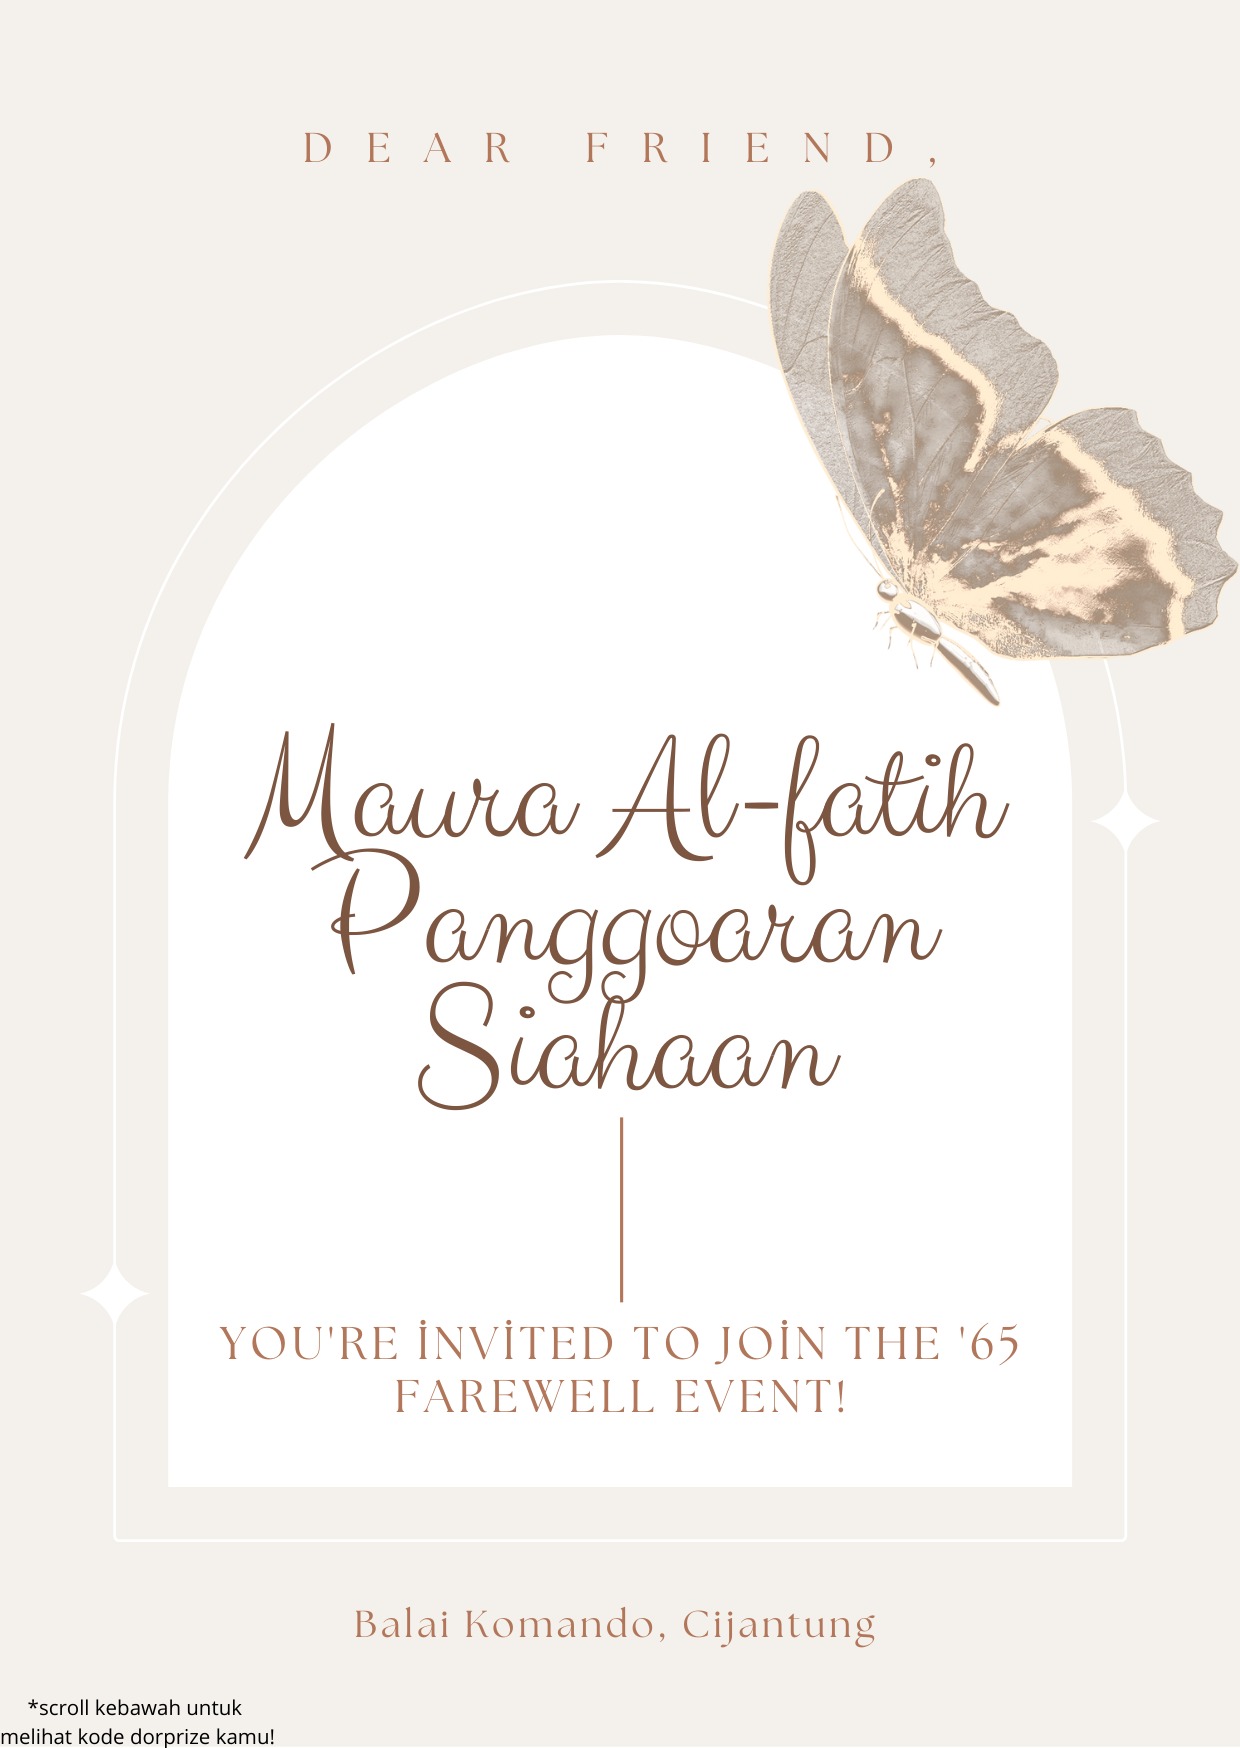 DEAR FRIEND,
Maura Al-fatih
Panggoaran
Siahaan
YOU'RE İNVİTED TO JOİN THE '65
FAREWELL EVENT!
Balai Komando, Cijantung
*scroll kebawah untuk
melihat kode dorprize kamu!